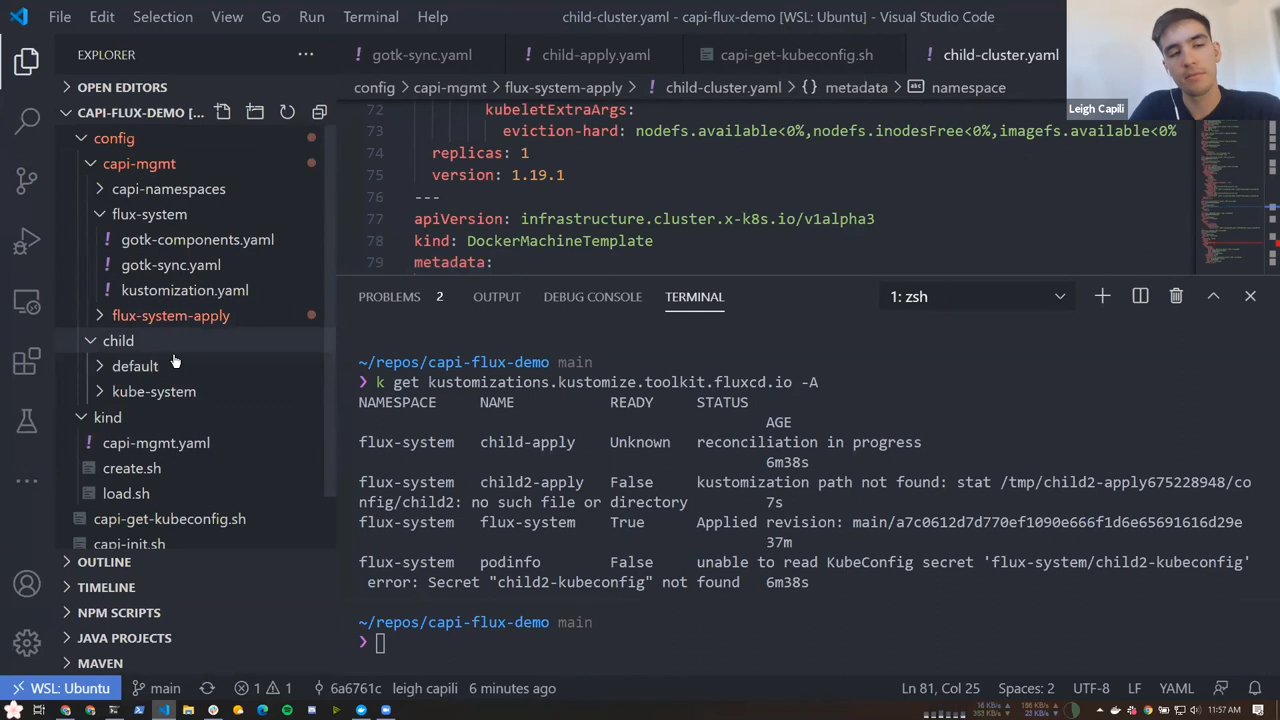 File Edit Selection View Go Run Terminal Help
child-cluster.yaml - capi-flux-demo [WSL: Ubuntu] - Visual Studio Code
EXPLORER
OPEN EDITORS
CAPI-FLUX-DEMO [...
config
capi-mgmt
capi-namespaces
flux-system
! gotk-components.yaml
! gotk-sync.yaml
! kustomization.yaml
flux-system-apply
child
default
kube-system
kind
! capi-mgmt.yaml
create.sh
load.sh
capi-get-kubeconfig.sh
capi-init.sh
OUTLINE
TIMELINE
NPM SCRIPTS
JAVA PROJECTS
MAVEN
! gotk-sync.yaml
! child-apply.yaml
capi-get-kubeconfig.sh
! child-cluster.yaml
config > capi-mgmt > flux-system-apply > ! child-cluster.yaml > {} metadata > namespace
Leigh Capili
72 kubeletExtraArgs:
73 eviction-hard: nodefs.available<0%,nodefs.inodesFree<0%,imagefs.available<0%
74 replicas: 1
75 version: 1.19.1
76 ---
77 apiVersion: infrastructure.cluster.x-k8s.io/v1alpha3
78 kind: DockerMachineTemplate
79 metadata:
PROBLEMS 2 OUTPUT DEBUG CONSOLE TERMINAL
1: zsh
~/repos/capi-flux-demo main
❯ k get kustomizations.kustomize.toolkit.fluxcd.io -A
NAMESPACE NAME READY STATUS
AGE
flux-system child-apply Unknown reconciliation in progress
6m38s
flux-system child2-apply False kustomization path not found: stat /tmp/child2-apply675228948/co
nfig/child2: no such file or directory 7s
flux-system flux-system True Applied revision: main/a7c0612d7d770ef1090e666f1d6e65691616d29e
37m
flux-system podinfo False unable to read KubeConfig secret 'flux-system/child2-kubeconfig'
error: Secret "child2-kubeconfig" not found 6m38s
~/repos/capi-flux-demo main
❯
WSL: Ubuntu main 1 1 6a6761c leigh capili 6 minutes ago
Ln 81, Col 25 Spaces: 2 UTF-8 LF YAML
11:57 AM